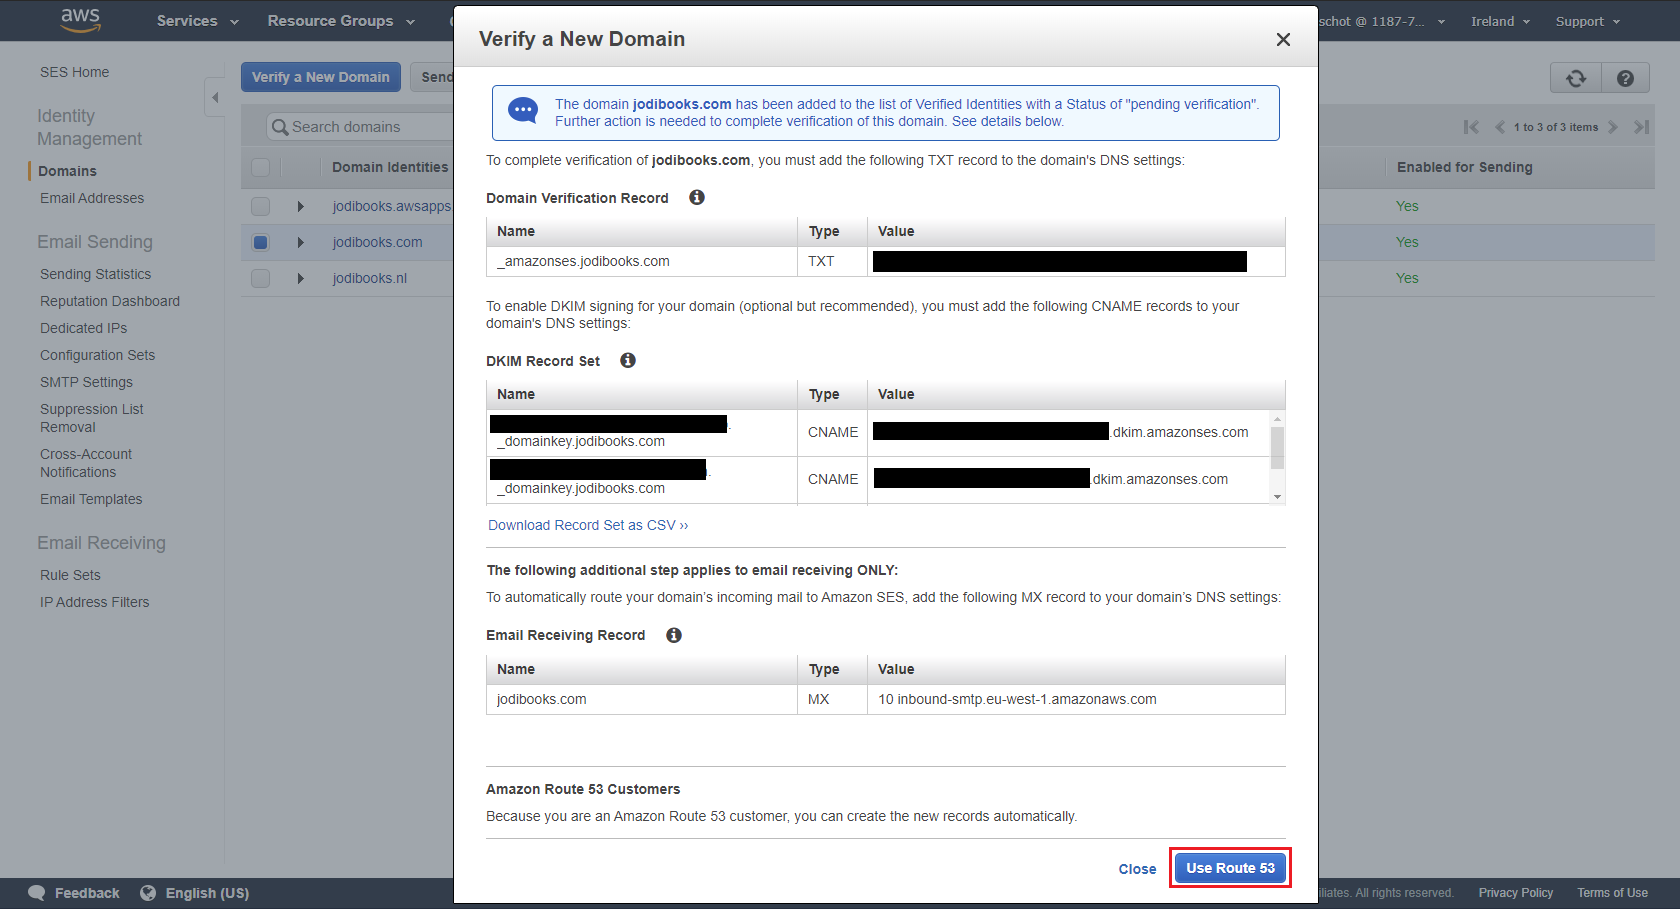 aws
Services
Resource Groups
schot @ 1187-7...
Ireland
Support
SES Home
Identity
Management
Domains
Email Addresses
Email Sending
Sending Statistics
Reputation Dashboard
Dedicated IPs
Configuration Sets
SMTP Settings
Suppression List
Removal
Cross-Account
Notifications
Email Templates
Email Receiving
Rule Sets
IP Address Filters
Verify a New Domain
Send
Search domains
1 to 3 of 3 items
Domain Identities
Enabled for Sending
jodibooks.awsapps.
Yes
jodibooks.com
Yes
jodibooks.nl
Yes
Verify a New Domain
The domain jodibooks.com has been added to the list of Verified Identities with a Status of "pending verification".
Further action is needed to complete verification of this domain. See details below.
To complete verification of jodibooks.com, you must add the following TXT record to the domain's DNS settings:
Domain Verification Record
Name Type Value
_amazonses.jodibooks.com TXT
To enable DKIM signing for your domain (optional but recommended), you must add the following CNAME records to your
domain's DNS settings:
DKIM Record Set
Name Type Value
.
_domainkey.jodibooks.com CNAME .dkim.amazonses.com
.
_domainkey.jodibooks.com CNAME .dkim.amazonses.com
Download Record Set as CSV ››
The following additional step applies to email receiving ONLY:
To automatically route your domain’s incoming mail to Amazon SES, add the following MX record to your domain’s DNS settings:
Email Receiving Record
Name Type Value
jodibooks.com MX 10 inbound-smtp.eu-west-1.amazonaws.com
Amazon Route 53 Customers
Because you are an Amazon Route 53 customer, you can create the new records automatically.
Close
Use Route 53
Feedback
English (US)
iliates. All rights reserved.
Privacy Policy
Terms of Use